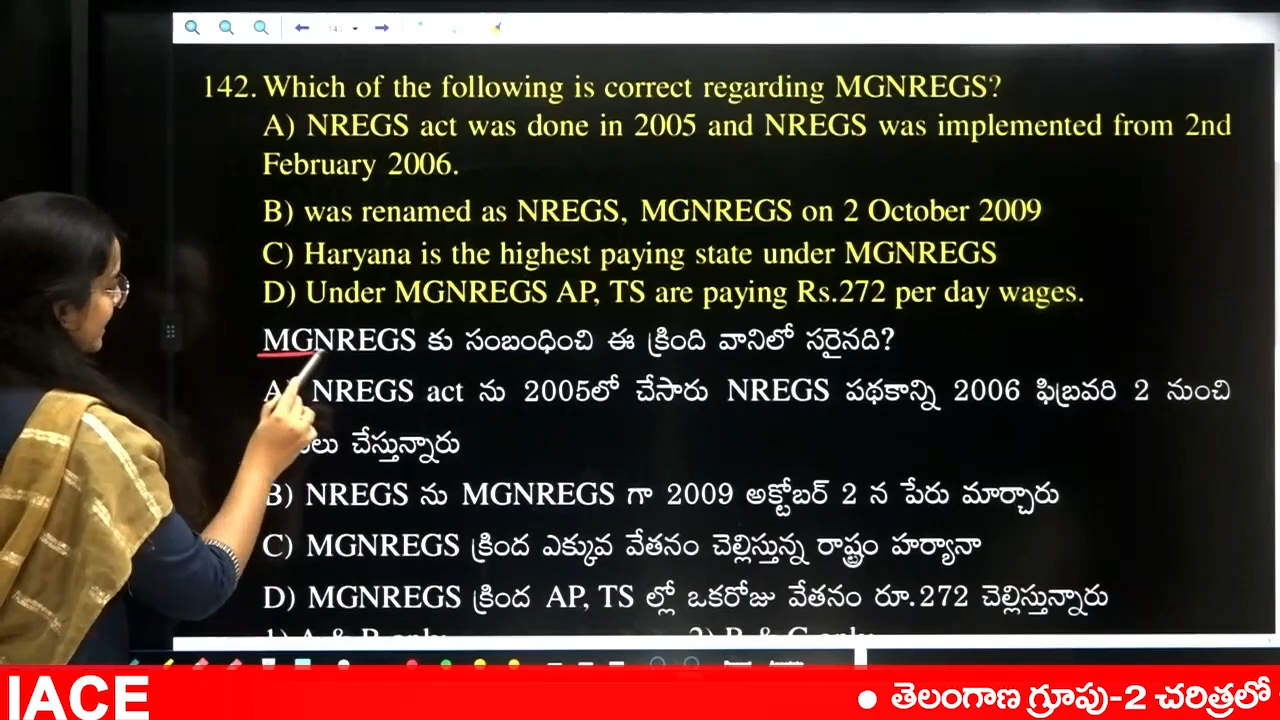 142. Which of the following is correct regarding MGNREGS?
A) NREGS act was done in 2005 and NREGS was implemented from 2nd
February 2006.
B) was renamed as NREGS, MGNREGS on 2 October 2009
C) Haryana is the highest paying state under MGNREGS
D) Under MGNREGS AP, TS are paying Rs.272 per day wages.
MGNREGS కు సంబంధించి ఈ క్రింది వానిలో సరైనది?
A) NREGS act ను 2005లో చేసారు NREGS పథకాన్ని 2006 ఫిబ్రవరి 2 నుంచి
చేస్తున్నారు
B) NREGS ను MGNREGS గా 2009 అక్టోబర్ 2 న పేరు మార్చారు
C) MGNREGS క్రింద ఎక్కువ వేతనం చెల్లిస్తున్న రాష్ట్రం హర్యానా
D) MGNREGS క్రింద AP, TS ల్లో ఒకరోజు వేతనం రూ.272 చెల్లిస్తున్నారు
IACE
● తెలంగాణ గ్రూపు-2 చరిత్రలో